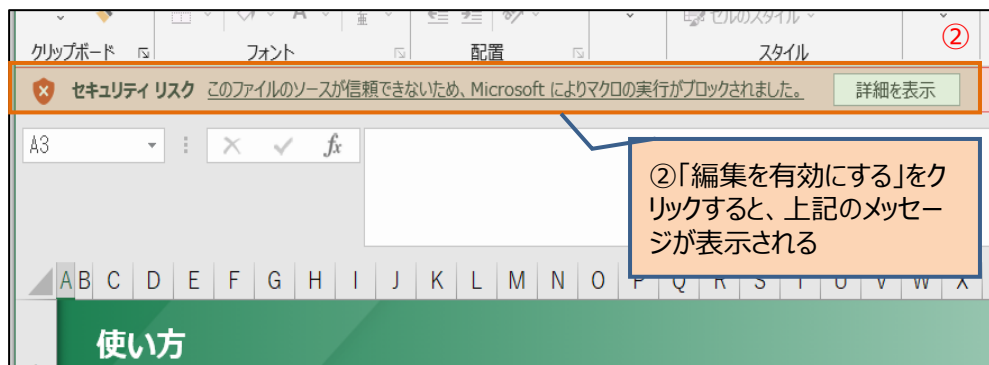 セルのスタイル
クリップボード フォント 配置 スタイル
②
セキュリティ リスク このファイルのソースが信頼できないため、Microsoft によりマクロの実行がブロックされました。 詳細を表示
A3 fx
②「編集を有効にする」をク
リックすると、上記のメッセー
ジが表示される
A B C D E F G H I J K L M N O P Q R S T U V W X
使い方